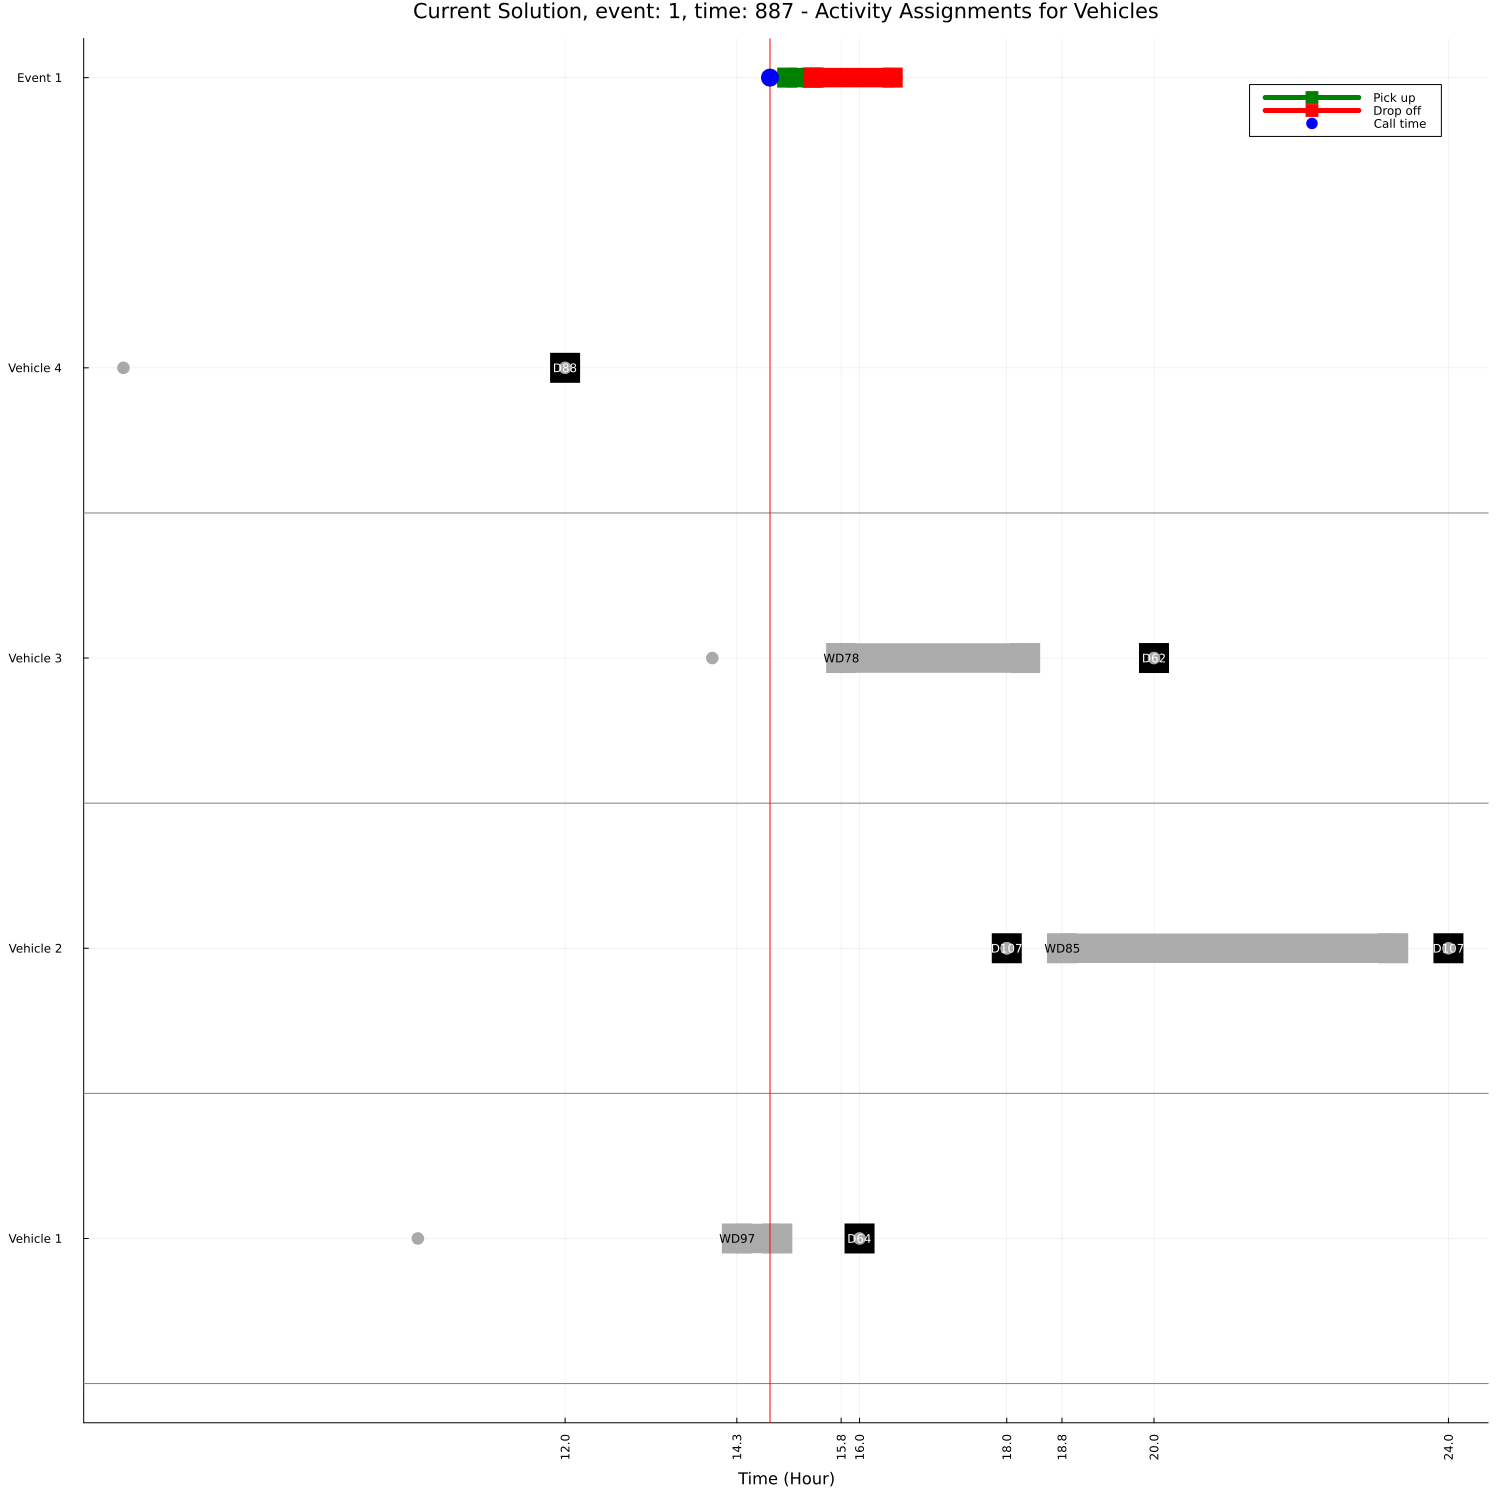 Current Solution, event: 1, time: 887 - Activity Assignments for Vehicles
Event 1
Pick up
Drop off
Call time
Vehicle 4
D88
Vehicle 3
WD78
D62
Vehicle 2
D107
WD85
D107
Vehicle 1
WD97
D64
12.0
14.3
15.8
16.0
18.0
18.8
20.0
24.0
Time (Hour)